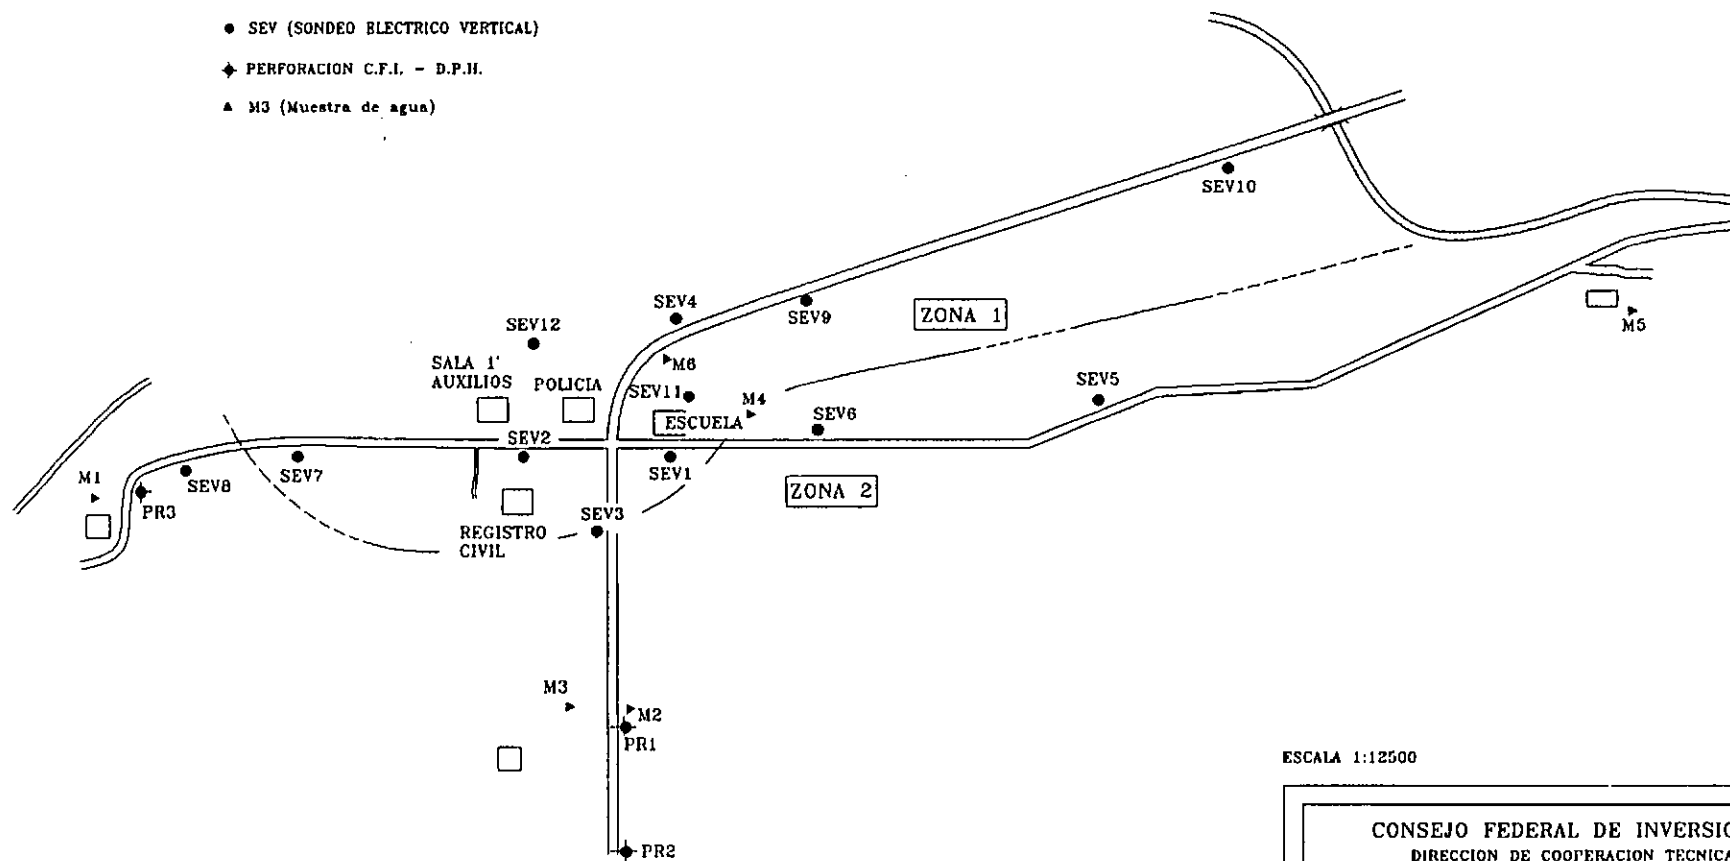 SEV (SONDEO ELECTRICO VERTICAL)
PERFORACION C.F.I. - D.P.H.
M3 (Muestra de agua)
SEV10
SEV4
SEV9
ZONA 1
M5
SEV12
M6
SALA 1'
AUXILIOS
POLICIA
SEV11
M4
SEV5
ESCUELA
SEV6
SEV2
SEV1
SEV7
SEV8
M1
PR3
ZONA 2
SEV3
REGISTRO
CIVIL
M3
M2
PR1
PR2
ESCALA 1:12500
CONSEJO FEDERAL DE INVERSIO
DIRECCION DE COOPERACION TECNICA